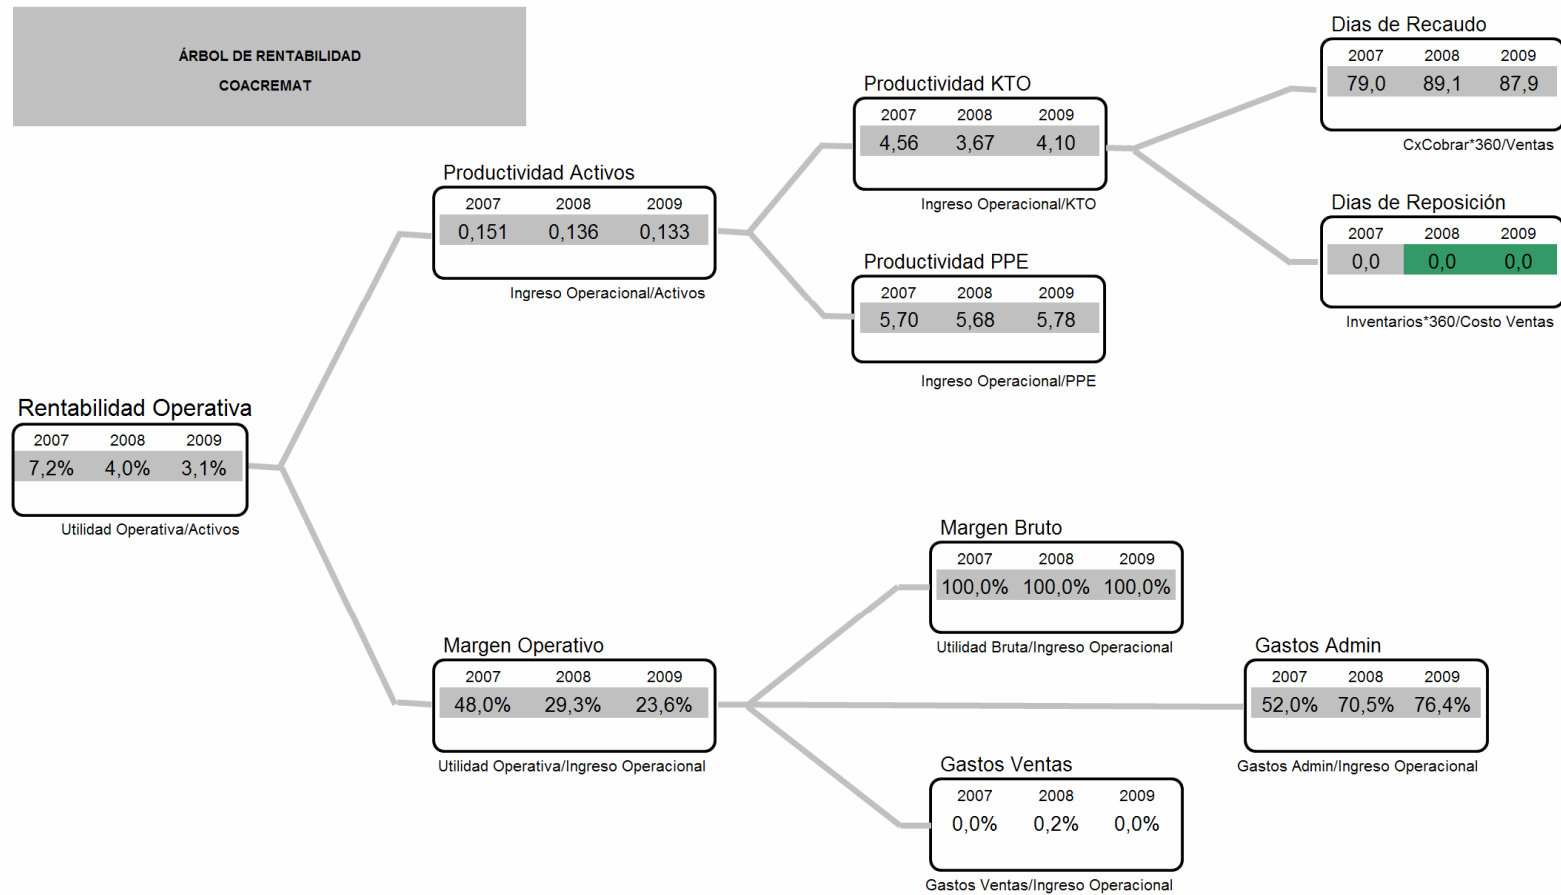 ÁRBOL DE RENTABILIDAD
COACREMAT
Dias de Recaudo
2007 2008 2009
79,0 89,1 87,9
CxCobrar*360/Ventas
Productividad KTO
2007 2008 2009
4,56 3,67 4,10
Ingreso Operacional/KTO
Productividad Activos
2007 2008 2009
0,151 0,136 0,133
Ingreso Operacional/Activos
Dias de Reposición
2007 2008 2009
0,0 0,0 0,0
Inventarios*360/Costo Ventas
Productividad PPE
2007 2008 2009
5,70 5,68 5,78
Ingreso Operacional/PPE
Rentabilidad Operativa
2007 2008 2009
7,2% 4,0% 3,1%
Utilidad Operativa/Activos
Margen Bruto
2007 2008 2009
100,0% 100,0% 100,0%
Utilidad Bruta/Ingreso Operacional
Margen Operativo
2007 2008 2009
48,0% 29,3% 23,6%
Utilidad Operativa/Ingreso Operacional
Gastos Admin
2007 2008 2009
52,0% 70,5% 76,4%
Gastos Admin/Ingreso Operacional
Gastos Ventas
2007 2008 2009
0,0% 0,2% 0,0%
Gastos Ventas/Ingreso Operacional